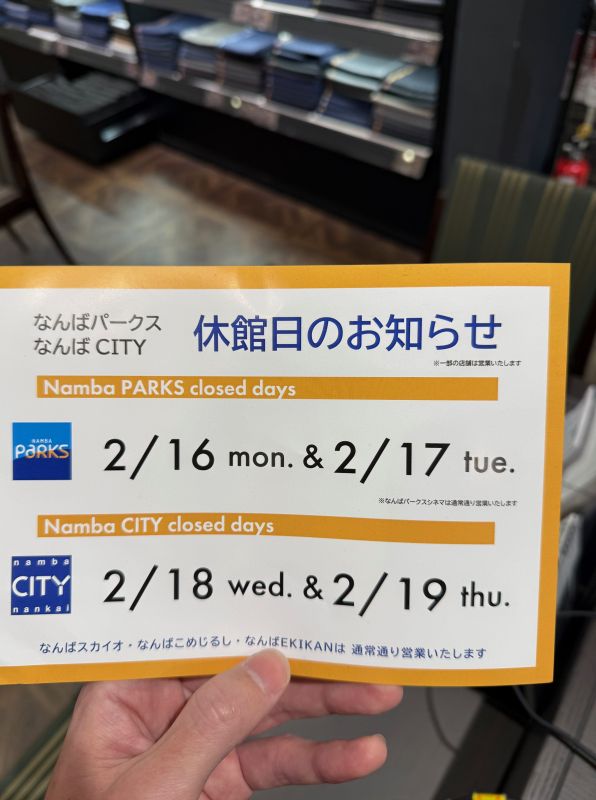 なんばパークス
なんばCITY
休館日のお知らせ
※一部の店舗は営業いたします
Namba PARKS closed days
NAMBA
PARKS
2/16 mon. & 2/17 tue.
※なんばパークスシネマは通常通り営業いたします
Namba CITY closed days
namba
CITY
nankai
2/18 wed. & 2/19 thu.
なんばスカイオ・なんばこめじるし・なんばEKIKANは 通常通り営業いたします